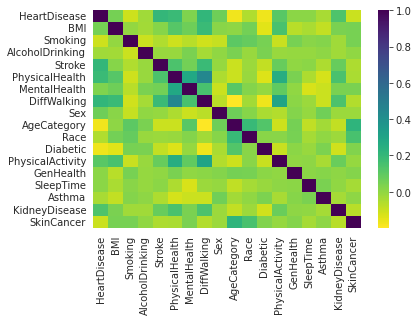 HeartDisease
BMI
Smoking
AlcoholDrinking
Stroke
PhysicalHealth
MentalHealth
DiffWalking
Sex
AgeCategory
Race
Diabetic
PhysicalActivity
GenHealth
SleepTime
Asthma
KidneyDisease
SkinCancer
HeartDisease
BMI
Smoking
AlcoholDrinking
Stroke
PhysicalHealth
MentalHealth
DiffWalking
Sex
AgeCategory
Race
Diabetic
PhysicalActivity
GenHealth
SleepTime
Asthma
KidneyDisease
SkinCancer
1.0
0.8
0.6
0.4
0.2
0.0